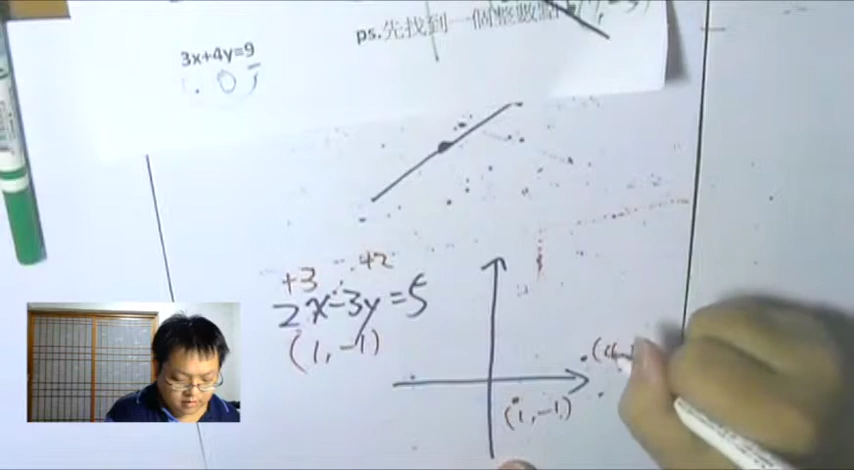 ps.先找到一個整數點
3x+4y=9
+3 +2
2x-3y=5
(1,-1)
(1,-1)